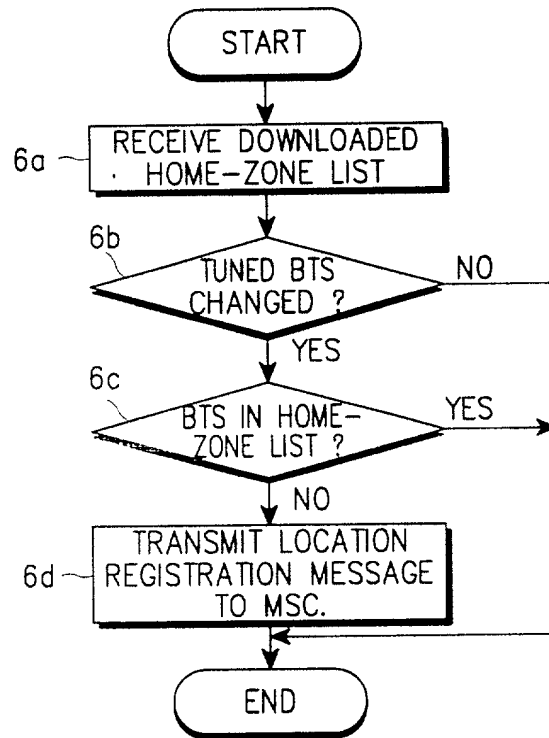 START
6a
RECEIVE DOWNLOADED
HOME-ZONE LIST
6b
TUNED BTS
CHANGED ?
NO
YES
6c
BTS IN HOME-
ZONE LIST ?
YES
NO
6d
TRANSMIT LOCATION
REGISTRATION MESSAGE
TO MSC.
END